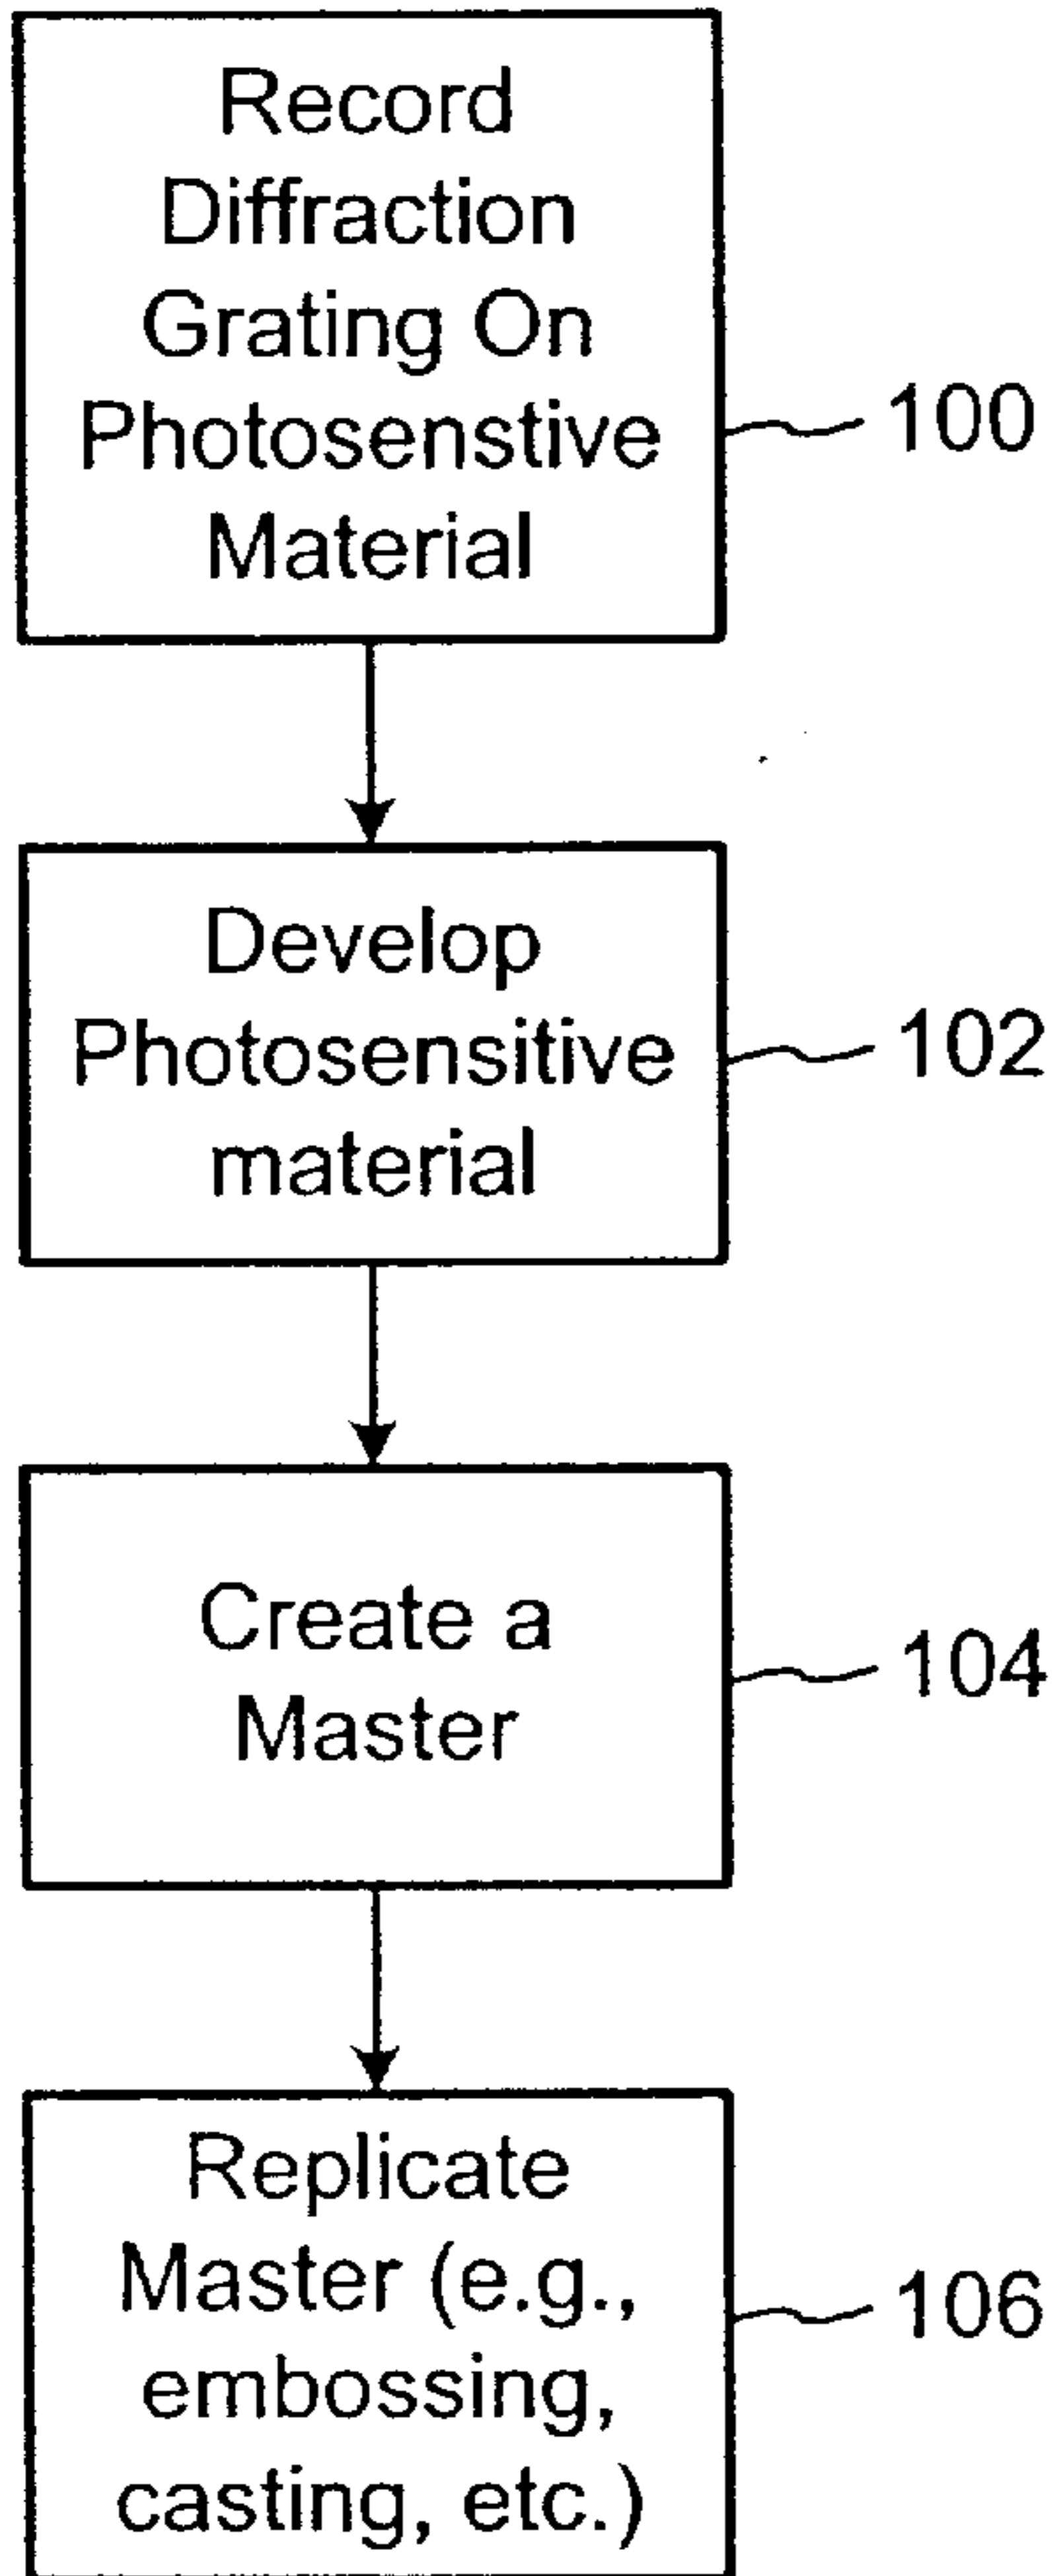 Record
Diffraction
Grating On
Photosenstive
Material
100
Develop
Photosensitive
material
102
Create a
Master
104
Replicate
Master (e.g.,
embossing,
casting, etc.)
106